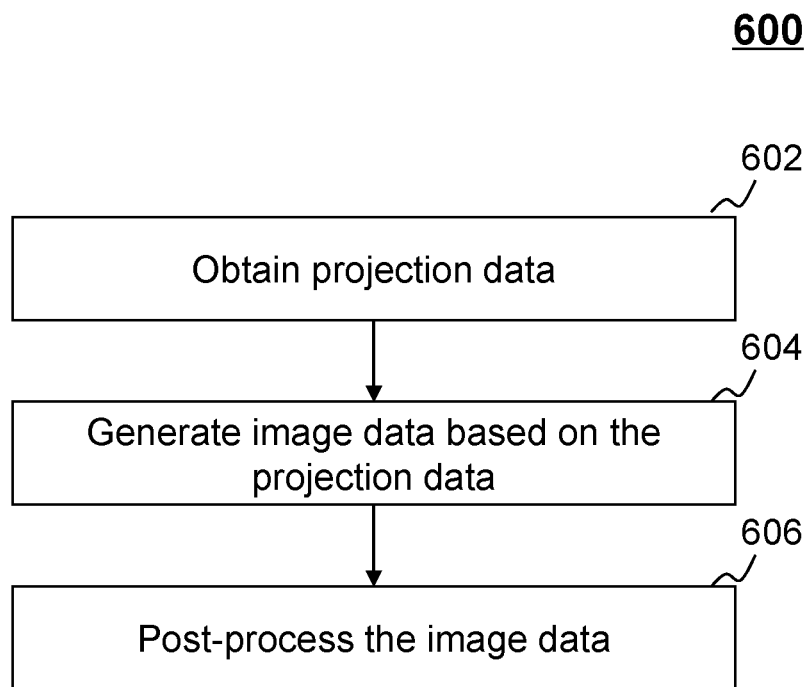 600
602
Obtain projection data
604
Generate image data based on the
projection data
606
Post-process the image data